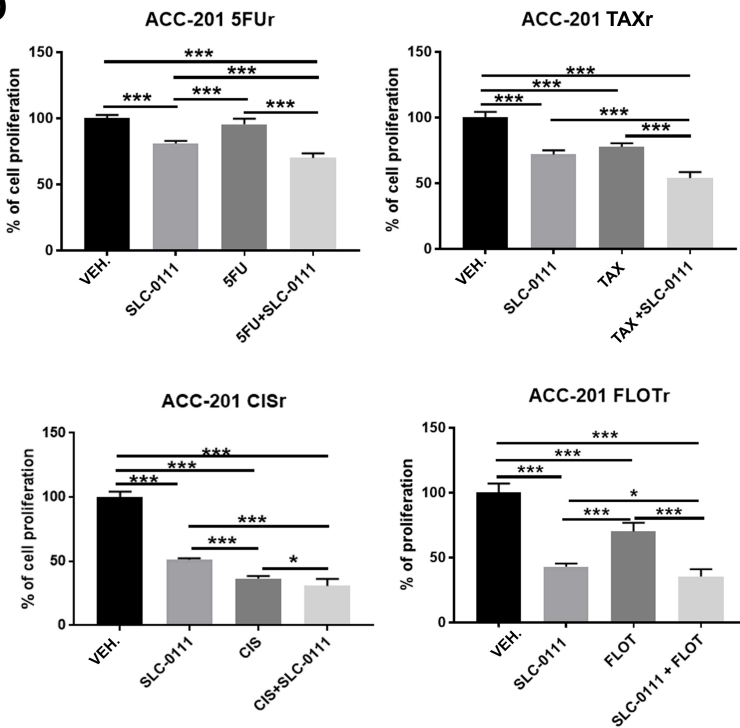 ACC-201 5FUr
% of cell proliferation
150
100
50
0
***
***
***
***
***
VEH.
SLC-0111
5FU
5FU+SLC-0111
ACC-201 TAXr
% of cell proliferation
150
100
50
0
***
***
***
***
***
VEH.
SLC-0111
TAX
TAX +SLC-0111
ACC-201 CISr
% of cell proliferation
150
100
50
0
***
***
***
***
***
*
VEH.
SLC-0111
CIS
CIS+SLC-0111
ACC-201 FLOTr
% of proliferation
150
100
50
0
***
***
***
*
***
***
VEH.
SLC-0111
FLOT
SLC-0111 + FLOT